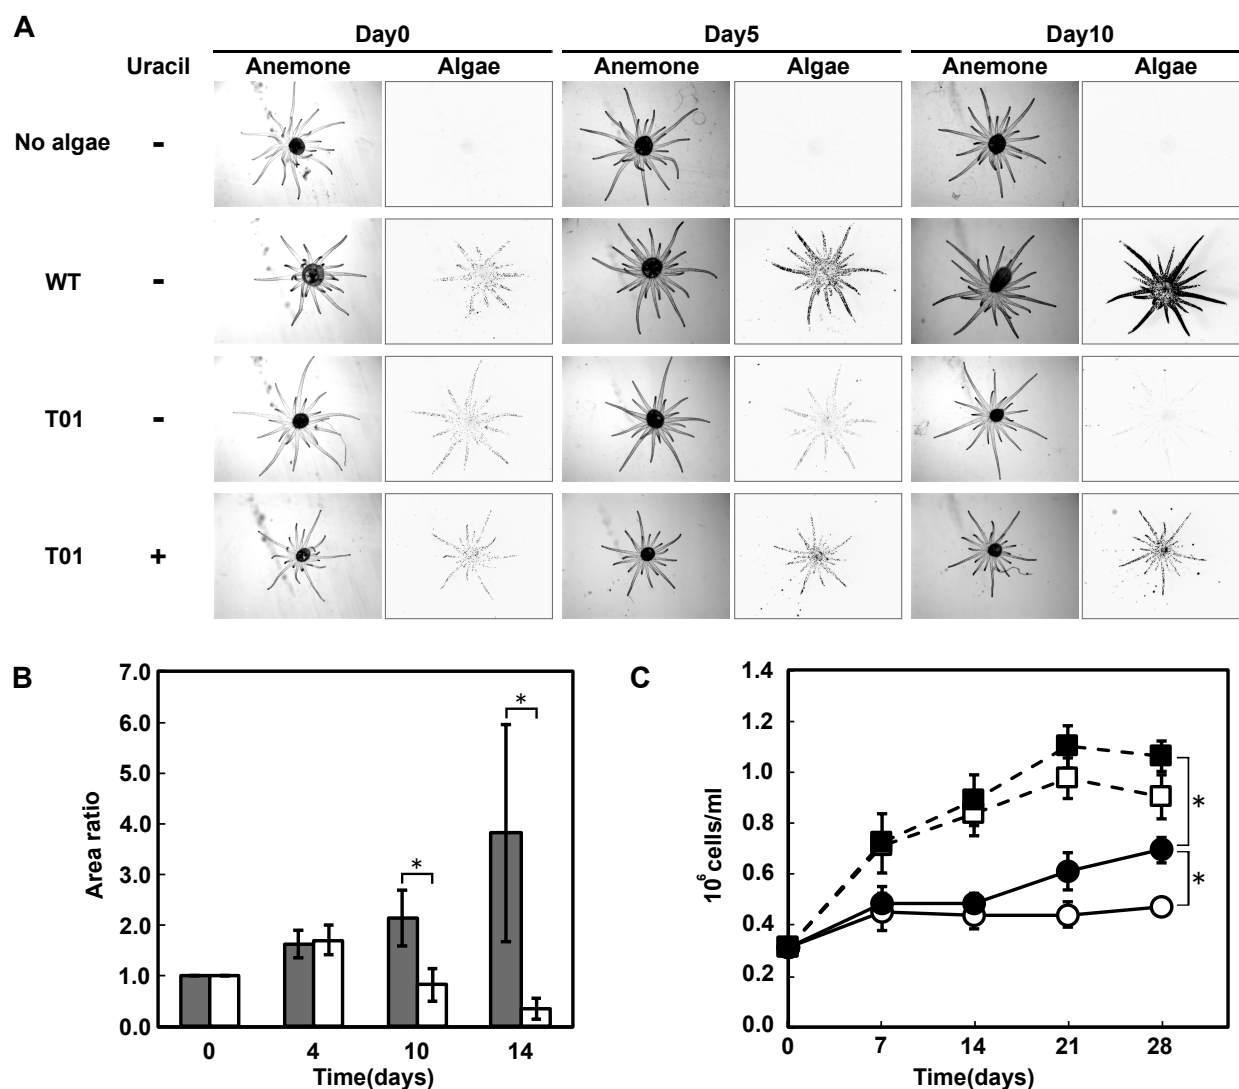 A
Day0 Day5 Day10
Uracil Anemone Algae Anemone Algae Anemone Algae
No algae -
WT -
T01 -
T01 +
B
7.0
6.0
5.0
4.0
3.0
2.0
1.0
0.0
Area ratio
*
*
0 4 10 14
Time(days)
C
1.4
1.2
1.0
0.8
0.6
0.4
0.2
0.0
10⁶ cells/ml
*
*
0 7 14 21 28
Time(days)